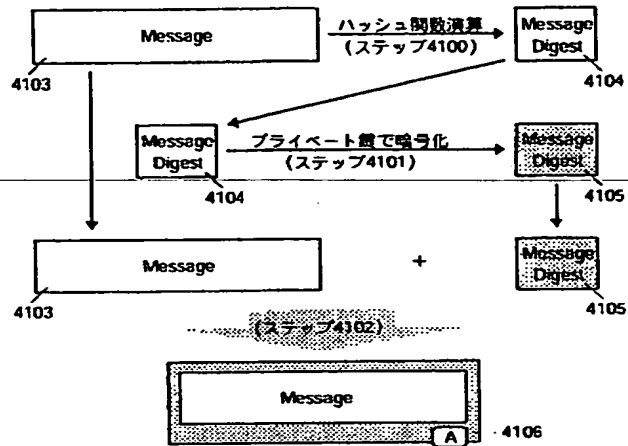 Message
ハッシュ関数演算
(ステップ4100)
Message
Digest
4103
4104
Message
Digest
プライベート鍵で暗号化
(ステップ4101)
Message
Digest
4104
4105
Message
+
Message
Digest
4103
4105
(ステップ4102)
Message
A
4106